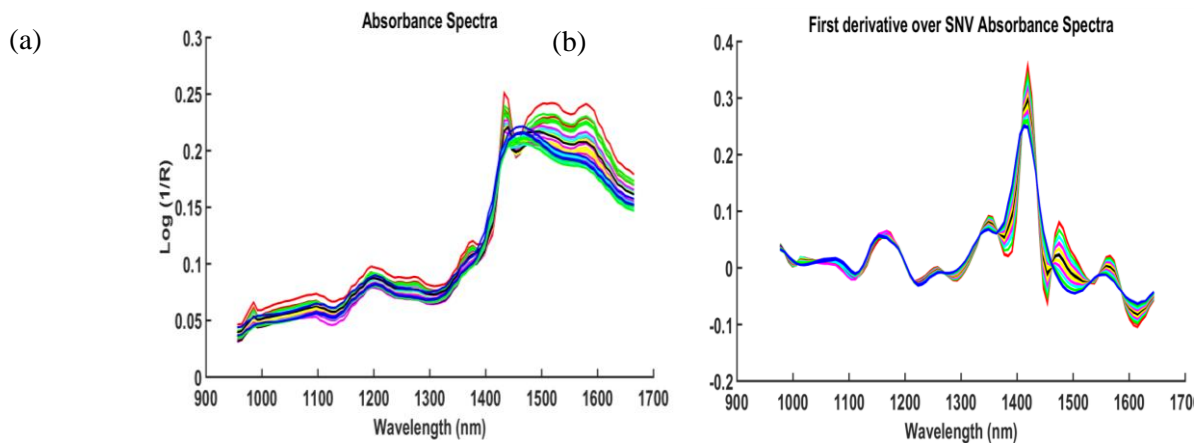 (a)
Absorbance Spectra
0.3
0.25
0.2
0.15
0.1
0.05
0
Log (1/R)
900 1000 1100 1200 1300 1400 1500 1600 1700
Wavelength (nm)
(b)
First derivative over SNV Absorbance Spectra
0.4
0.3
0.2
0.1
0
-0.1
-0.2
900 1000 1100 1200 1300 1400 1500 1600 1700
Wavelength (nm)